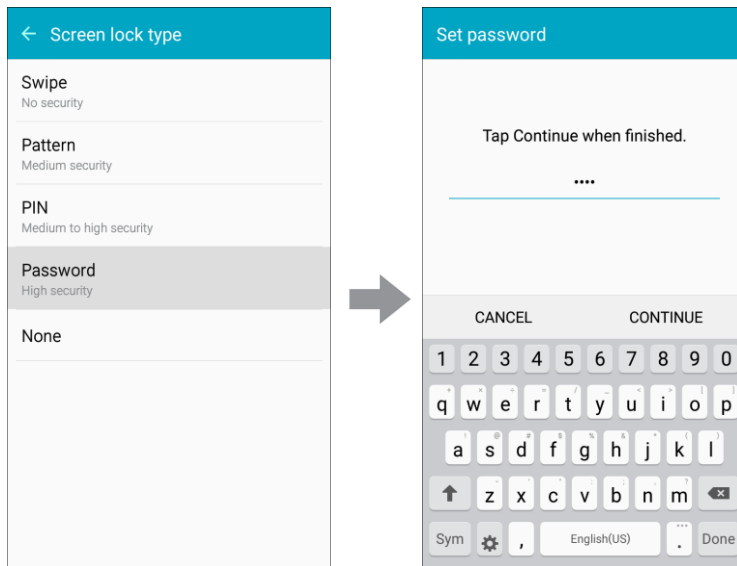 Screen lock type
Swipe
No security
Pattern
Medium security
PIN
Medium to high security
Password
High security
None
Set password
Tap Continue when finished.
••••
CANCEL CONTINUE
1 2 3 4 5 6 7 8 9 0
q w e r t y u i o p
a s d f g h j k l
z x c v b n m
Sym , English(US) . Done